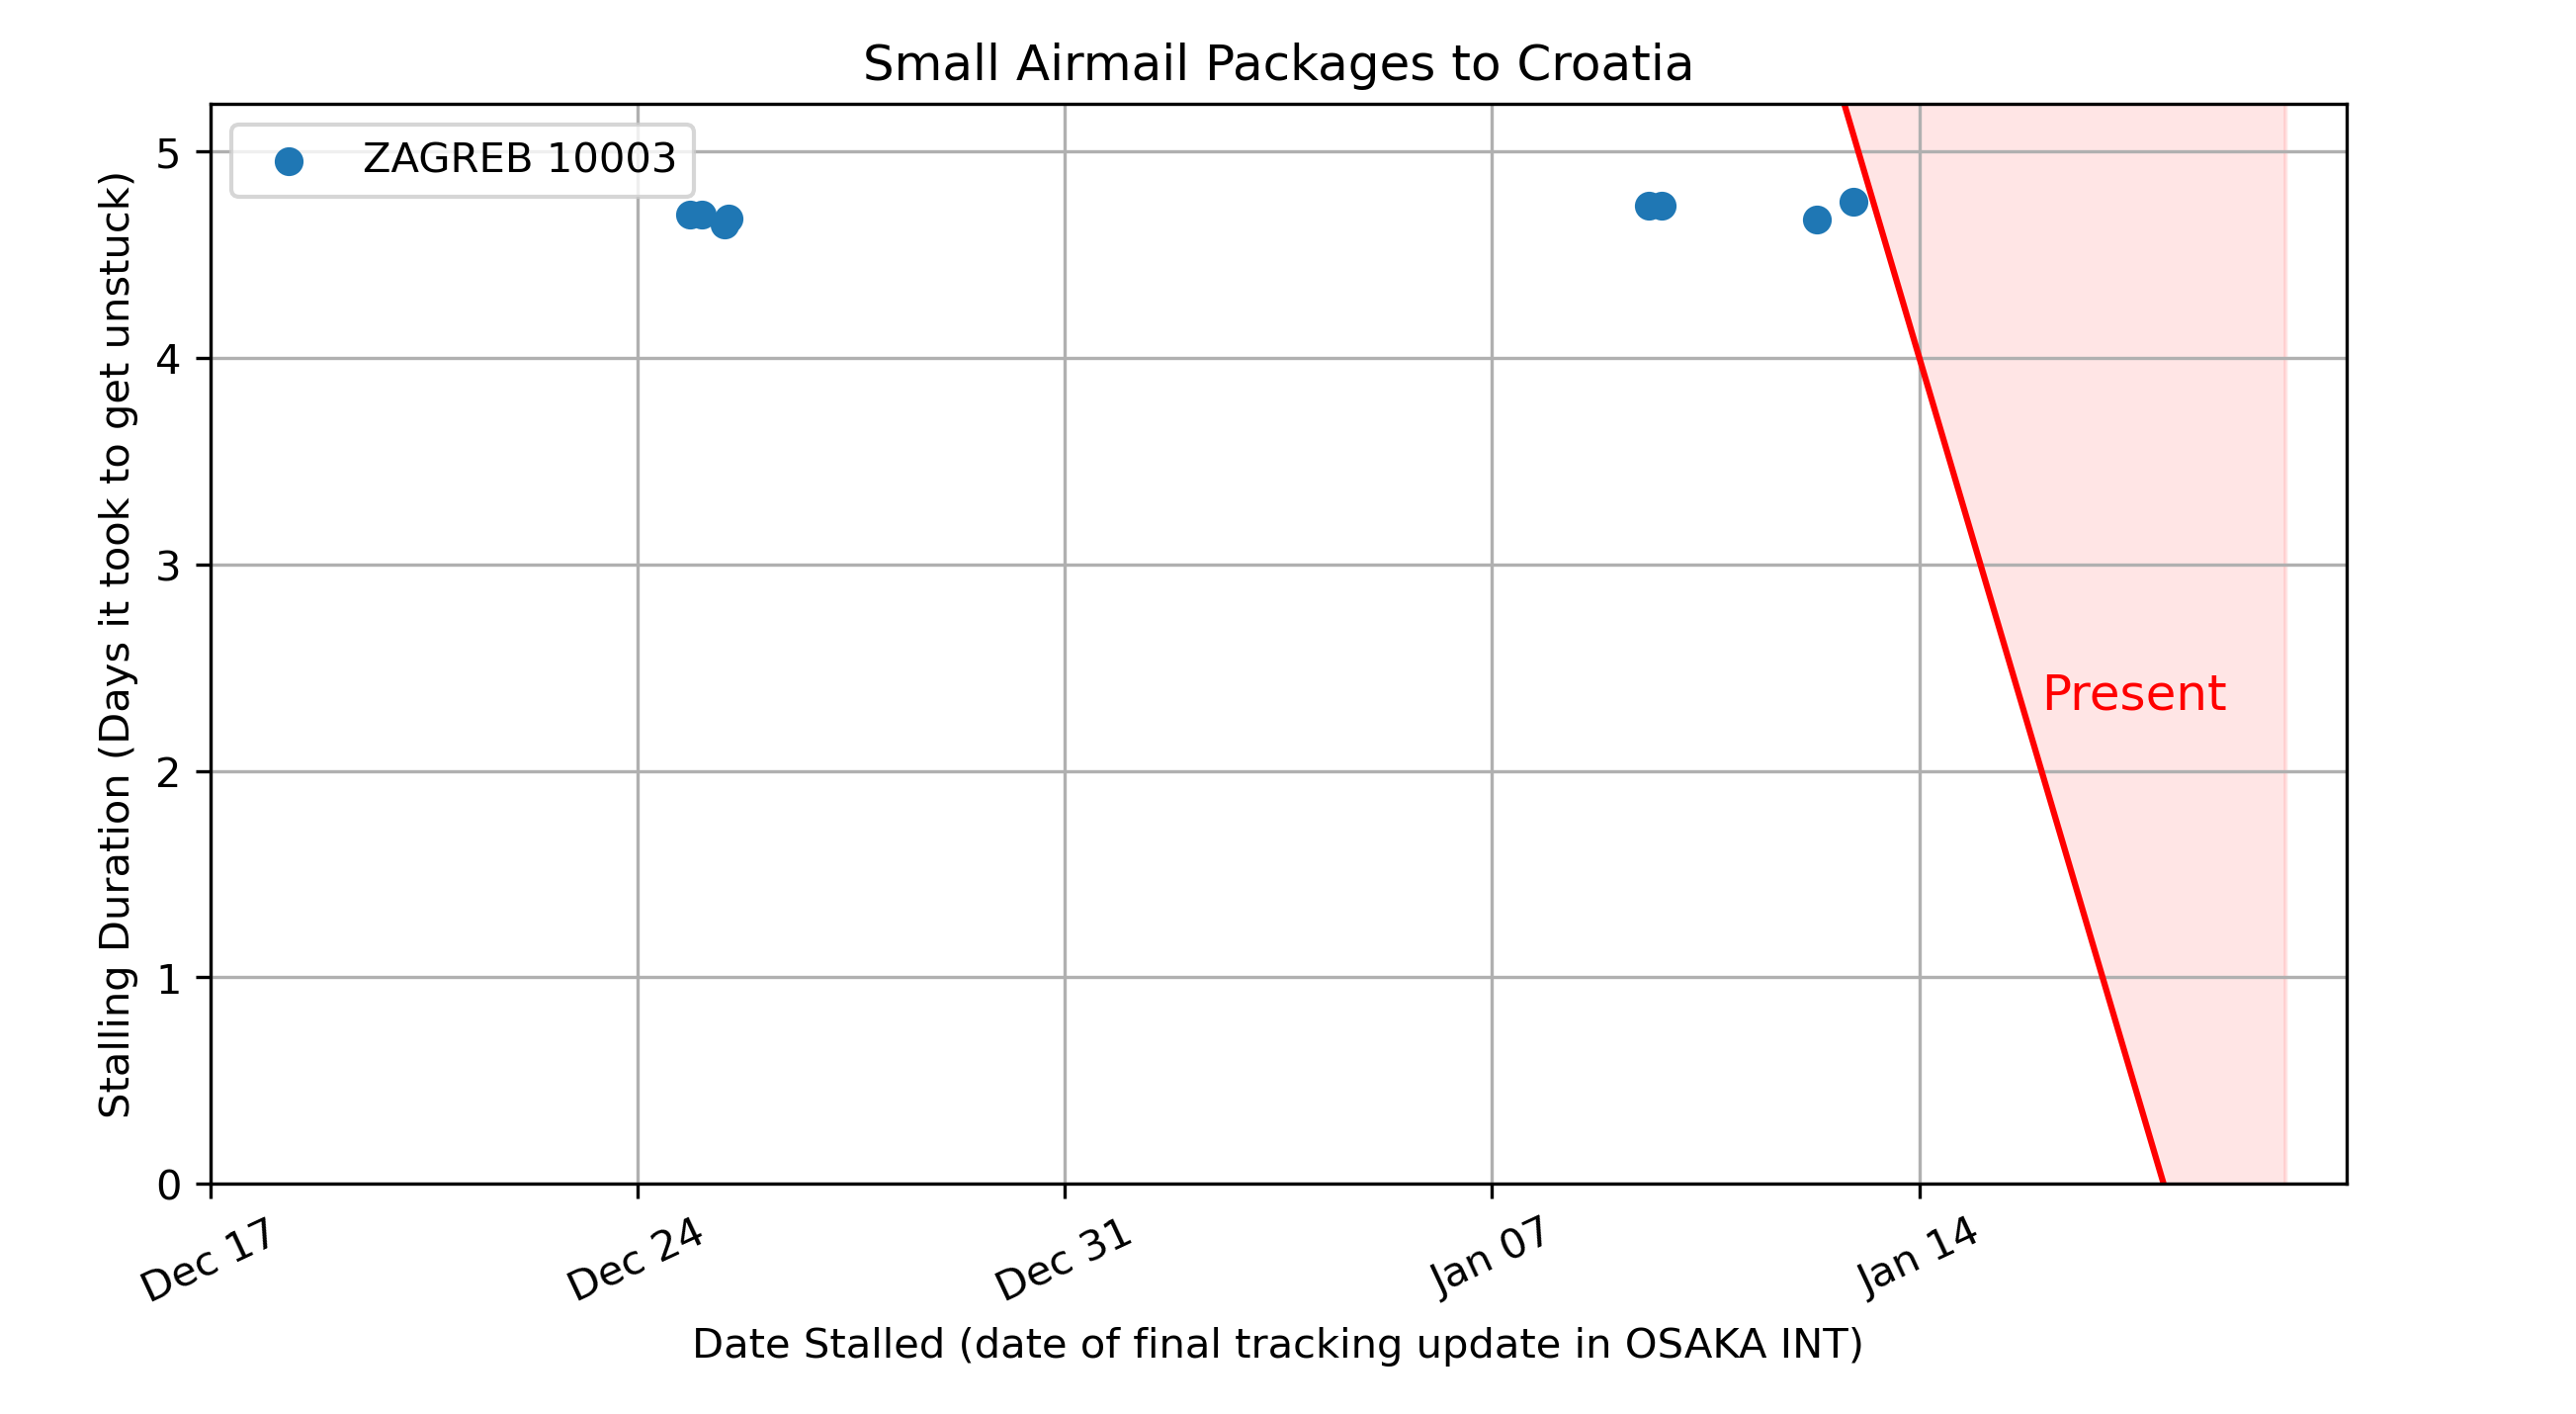 Small Airmail Packages to Croatia
ZAGREB 10003
Stalling Duration (Days it took to get unstuck)
5
4
3
2
1
0
Present
Dec 17
Dec 24
Dec 31
Jan 07
Jan 14
Date Stalled (date of final tracking update in OSAKA INT)